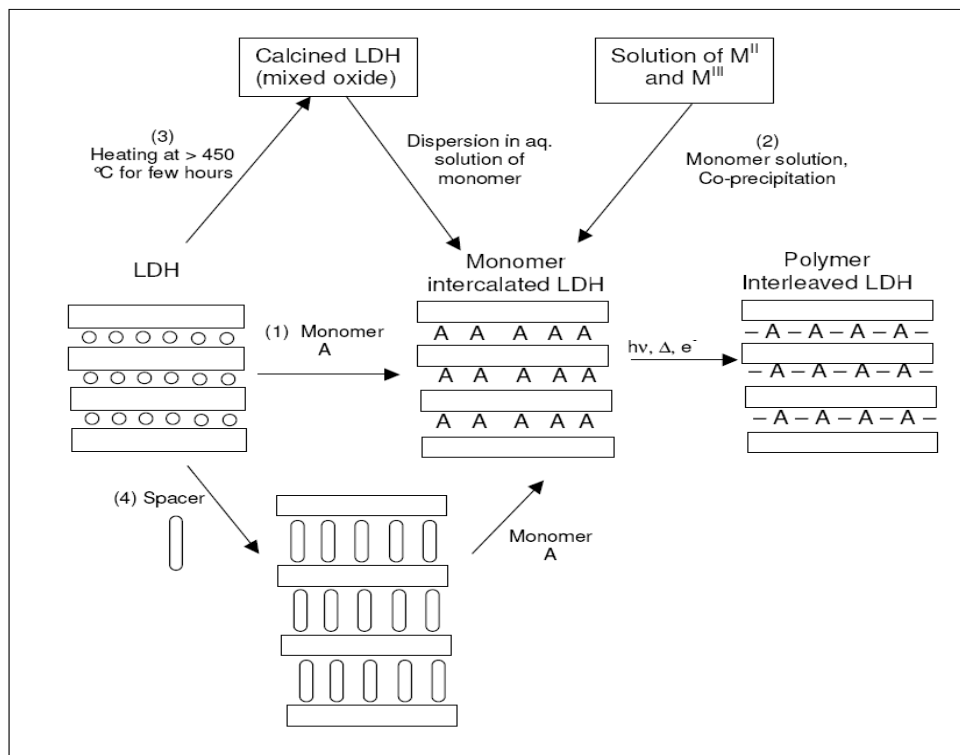 Calcined LDH
(mixed oxide)
Solution of M^II
and M^III
(3)
Heating at > 450
ºC for few hours
Dispersion in aq.
solution of
monomer
(2)
Monomer solution,
Co-precipitation
LDH
Monomer
intercalated LDH
Polymer
Interleaved LDH
(1) Monomer
A
A A A A A
A A A A A
A A A A A
hν, Δ, e⁻
– A – A – A – A –
– A – A – A – A –
– A – A – A – A –
(4) Spacer
Monomer
A